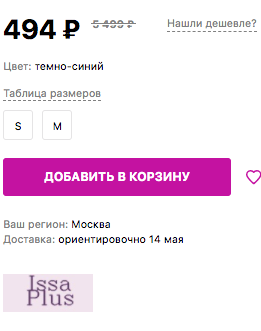 494 ₽ 5 499 ₽ Нашли дешевле?
Цвет: темно-синий
Таблица размеров
S M
ДОБАВИТЬ В КОРЗИНУ
Ваш регион: Москва
Доставка: ориентировочно 14 мая
Issa
Plus